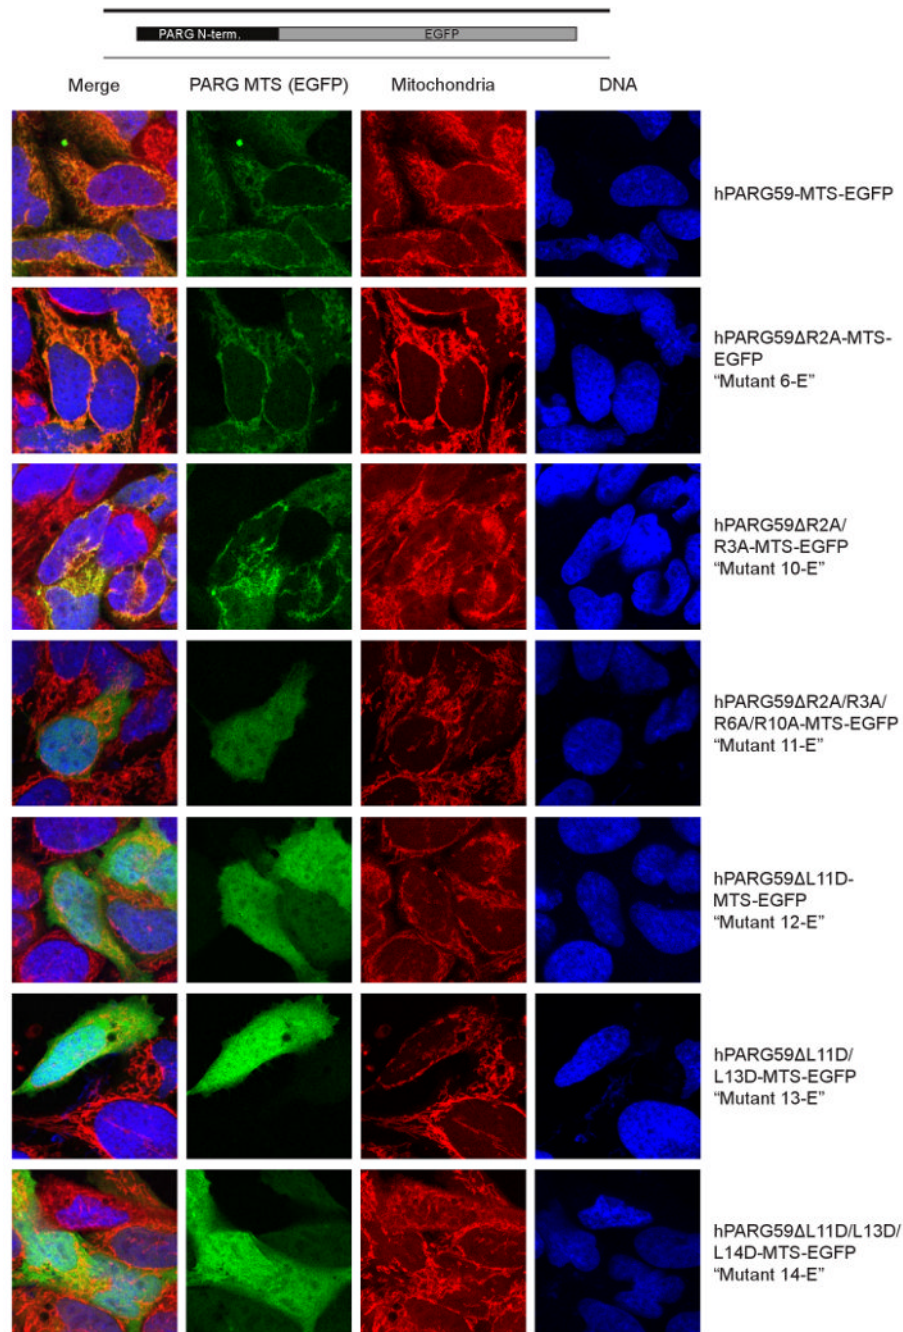 PARG N-term. EGFP
Merge PARG MTS (EGFP) Mitochondria DNA
hPARG59-MTS-EGFP
hPARG59ΔR2A-MTS-
EGFP
“Mutant 6-E”
hPARG59ΔR2A/
R3A-MTS-EGFP
“Mutant 10-E”
hPARG59ΔR2A/R3A/
R6A/R10A-MTS-EGFP
“Mutant 11-E”
hPARG59ΔL11D-
MTS-EGFP
“Mutant 12-E”
hPARG59ΔL11D/
L13D-MTS-EGFP
“Mutant 13-E”
hPARG59ΔL11D/L13D/
L14D-MTS-EGFP
“Mutant 14-E”